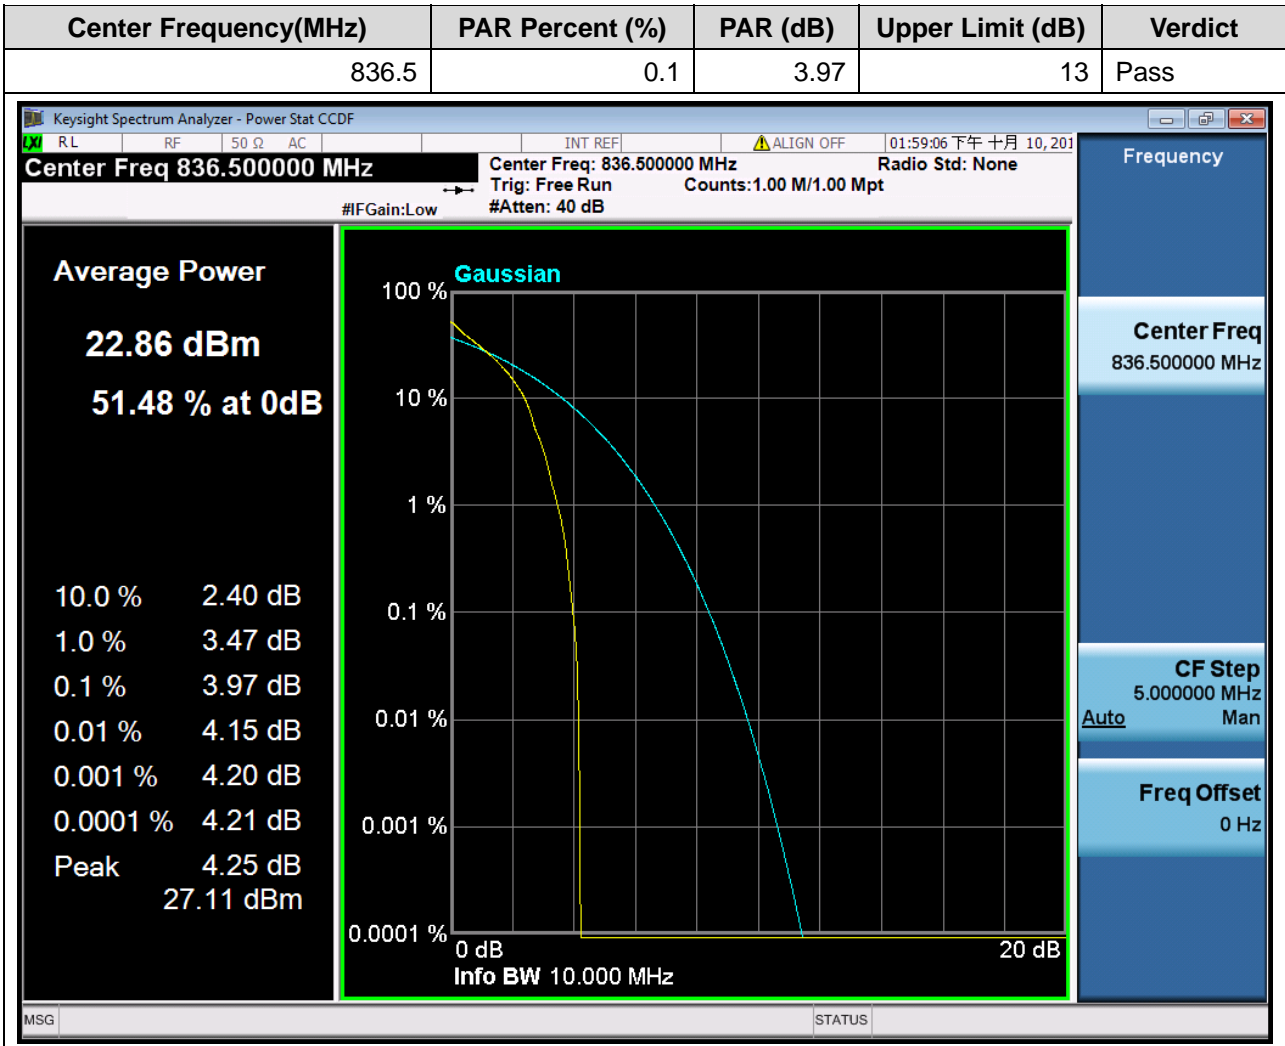 Center Frequency(MHz) PAR Percent (%) PAR (dB) Upper Limit (dB) Verdict
836.5 0.1 3.97 13 Pass
Keysight Spectrum Analyzer - Power Stat CCDF
LXI RL RF 50 Ω AC INT REF ALIGN OFF 01:59:06 下午 十月 10, 201
Center Freq 836.500000 MHz
Center Freq: 836.500000 MHz Radio Std: None
Trig: Free Run Counts:1.00 M/1.00 Mpt
#IFGain:Low #Atten: 40 dB
Frequency
Average Power
22.86 dBm
51.48 % at 0dB
10.0 % 2.40 dB
1.0 % 3.47 dB
0.1 % 3.97 dB
0.01 % 4.15 dB
0.001 % 4.20 dB
0.0001 % 4.21 dB
Peak 4.25 dB
27.11 dBm
Gaussian
100 %
10 %
1 %
0.1 %
0.01 %
0.001 %
0.0001 %
0 dB 20 dB
Info BW 10.000 MHz
Center Freq
836.500000 MHz
CF Step
5.000000 MHz
Auto Man
Freq Offset
0 Hz
MSG STATUS